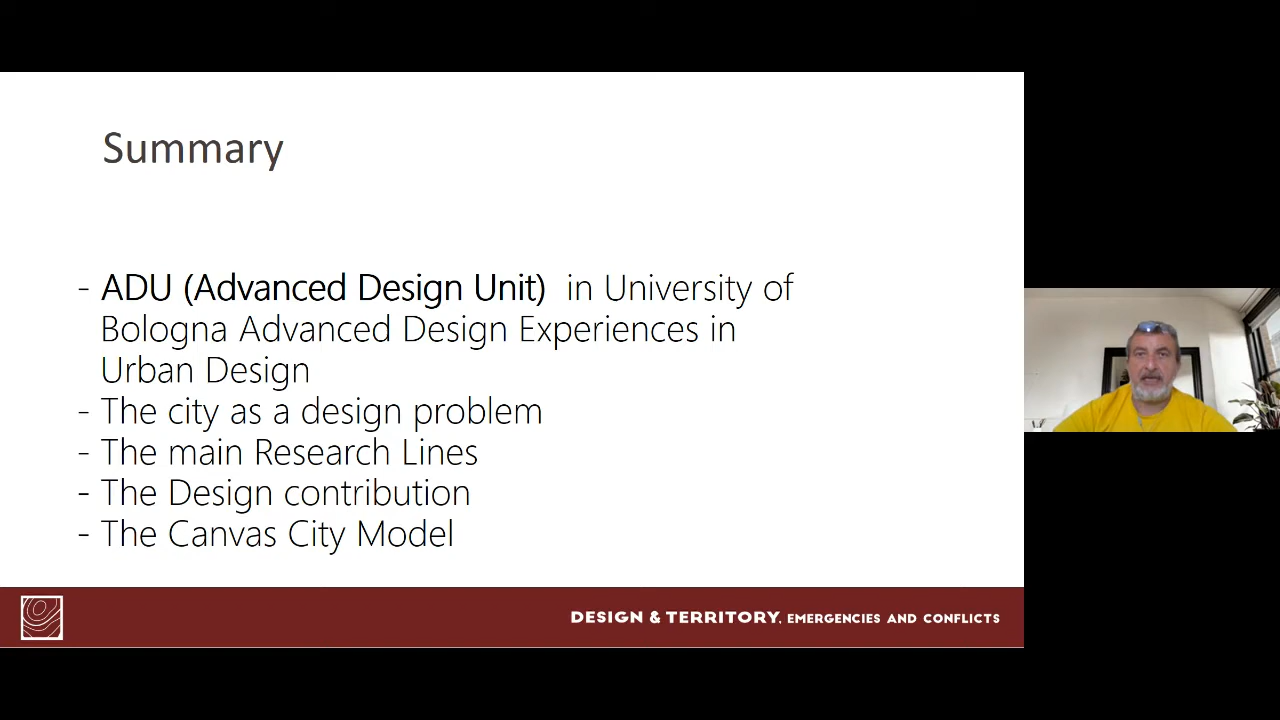 Summary
- ADU (Advanced Design Unit) in University of
Bologna Advanced Design Experiences in
Urban Design
- The city as a design problem
- The main Research Lines
- The Design contribution
- The Canvas City Model
DESIGN & TERRITORY, EMERGENCIES AND CONFLICTS